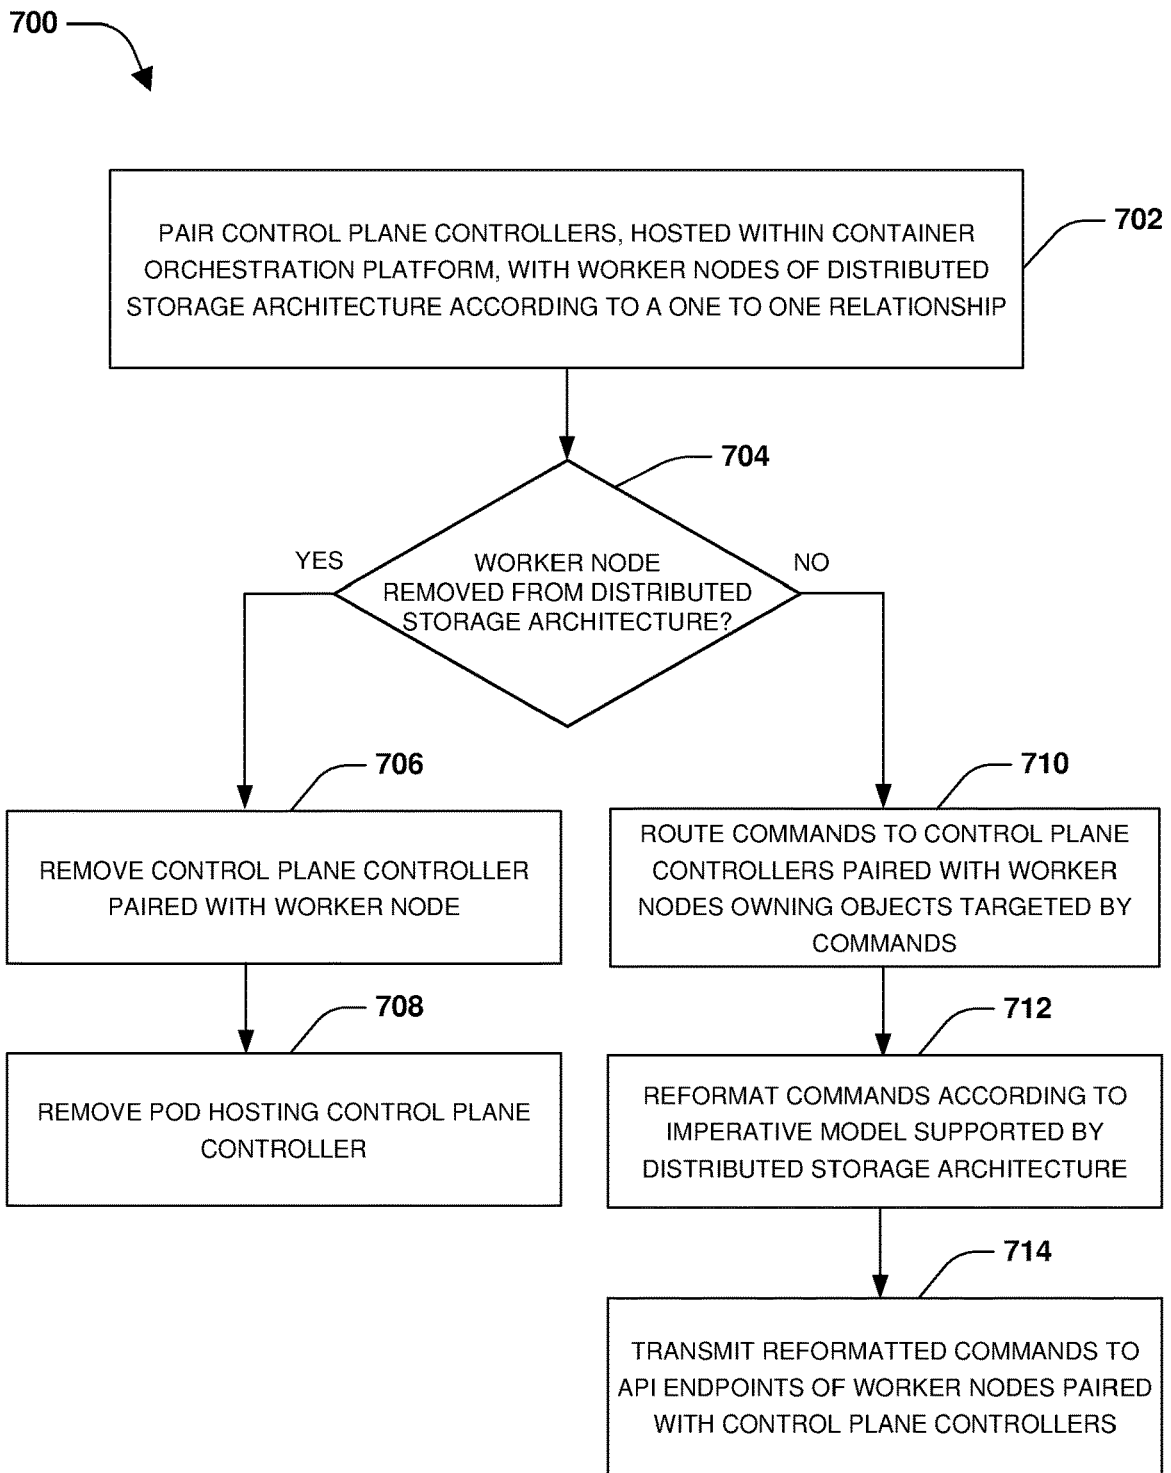 700
702
PAIR CONTROL PLANE CONTROLLERS, HOSTED WITHIN CONTAINER
ORCHESTRATION PLATFORM, WITH WORKER NODES OF DISTRIBUTED
STORAGE ARCHITECTURE ACCORDING TO A ONE TO ONE RELATIONSHIP
704
YES
NO
WORKER NODE
REMOVED FROM DISTRIBUTED
STORAGE ARCHITECTURE?
706
REMOVE CONTROL PLANE CONTROLLER
PAIRED WITH WORKER NODE
708
REMOVE POD HOSTING CONTROL PLANE
CONTROLLER
710
ROUTE COMMANDS TO CONTROL PLANE
CONTROLLERS PAIRED WITH WORKER
NODES OWNING OBJECTS TARGETED BY
COMMANDS
712
REFORMAT COMMANDS ACCORDING TO
IMPERATIVE MODEL SUPPORTED BY
DISTRIBUTED STORAGE ARCHITECTURE
714
TRANSMIT REFORMATTED COMMANDS TO
API ENDPOINTS OF WORKER NODES PAIRED
WITH CONTROL PLANE CONTROLLERS